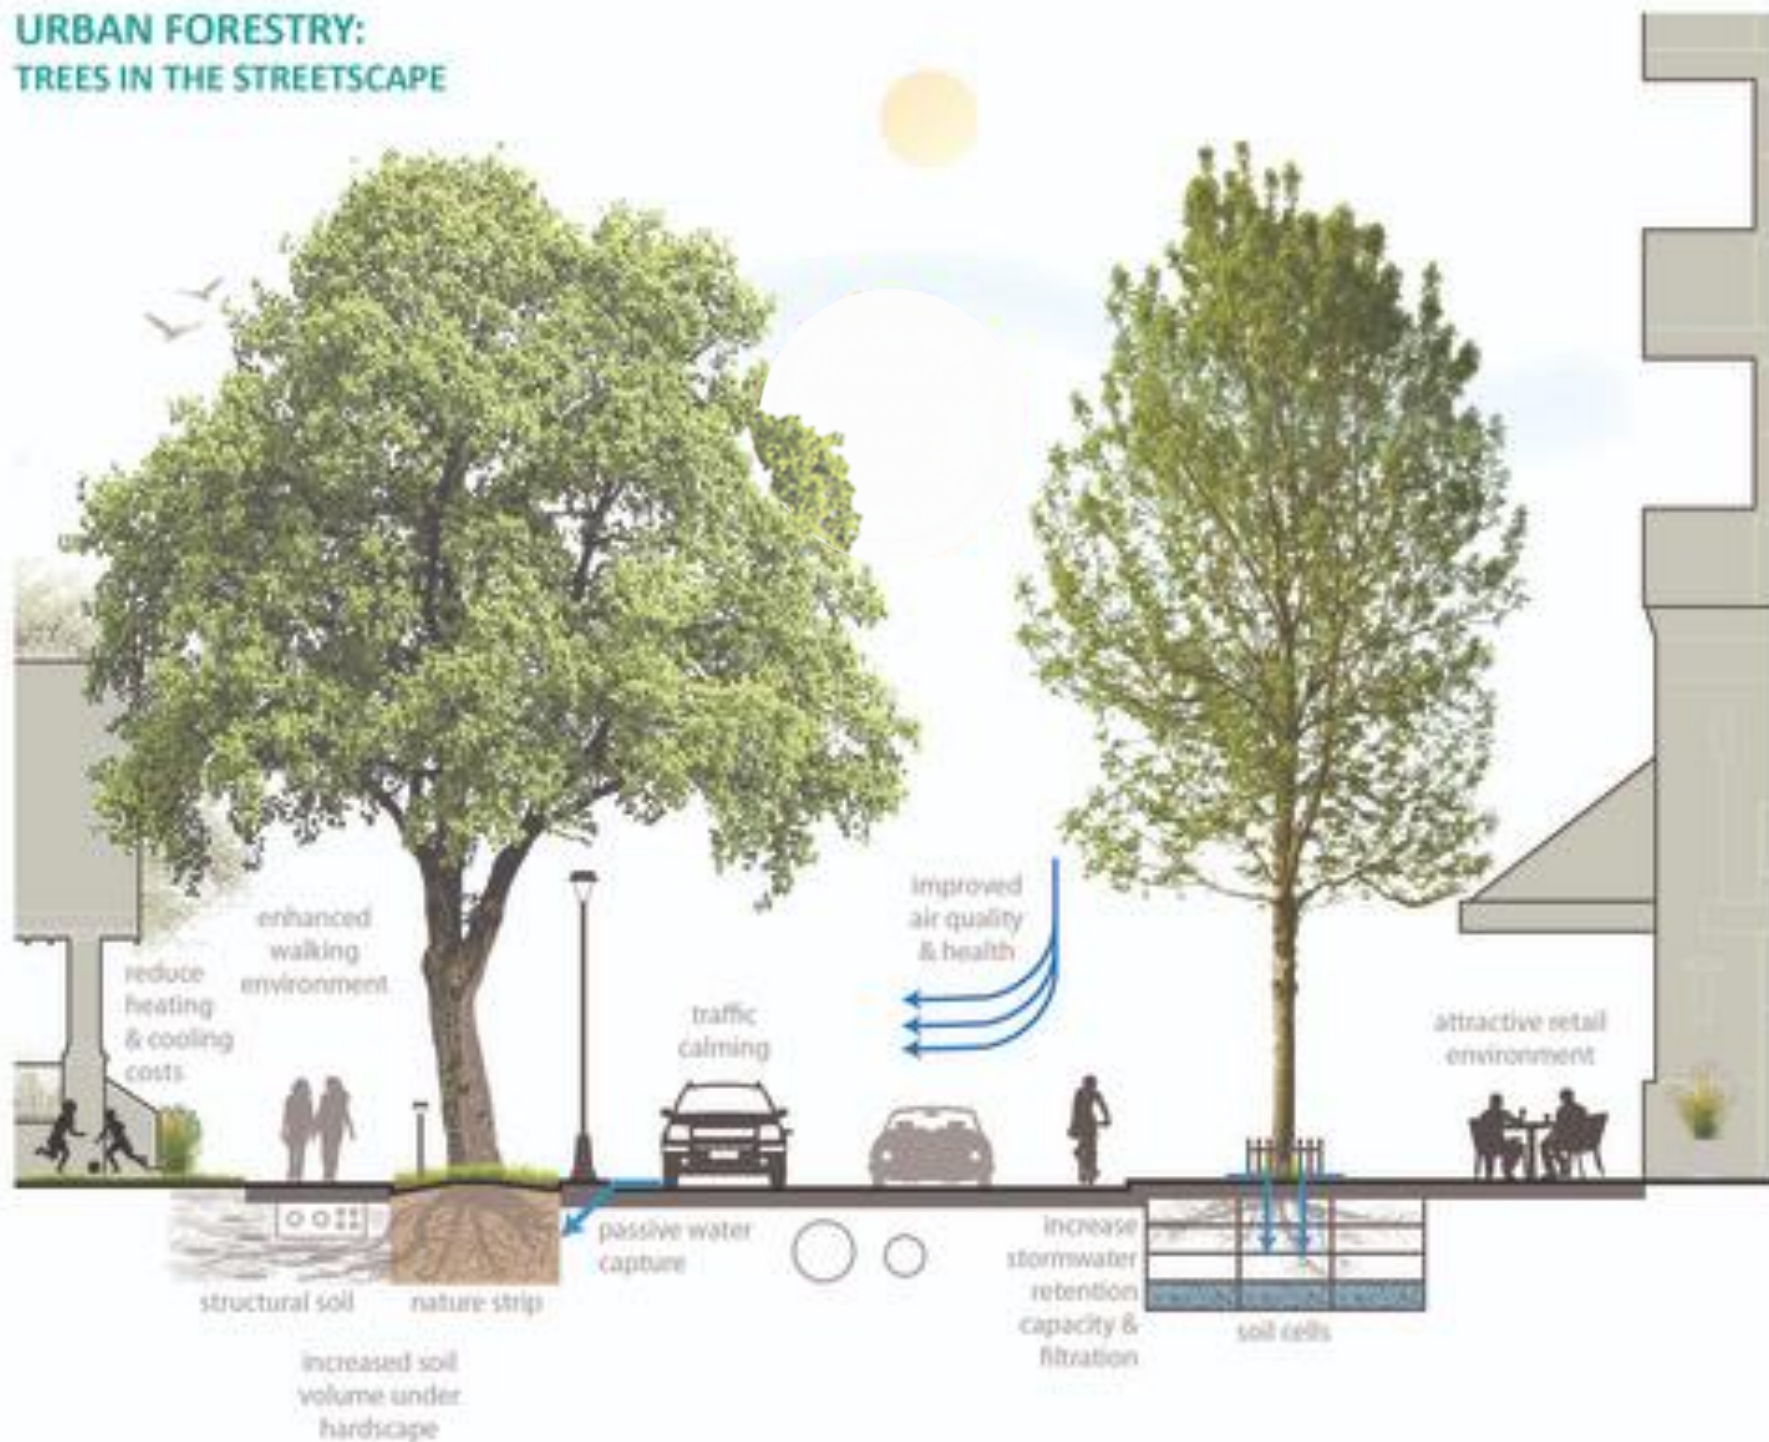 URBAN FORESTRY:
TREES IN THE STREETSCAPE
enhanced
walking
environment
reduce
heating
& cooling
costs
improved
air quality
& health
traffic
calming
attractive retail
environment
passive water
capture
increase
stormwater
retention
capacity &
filtration
structural soil
nature strip
soil cells
increased soil
volume under
hardscape